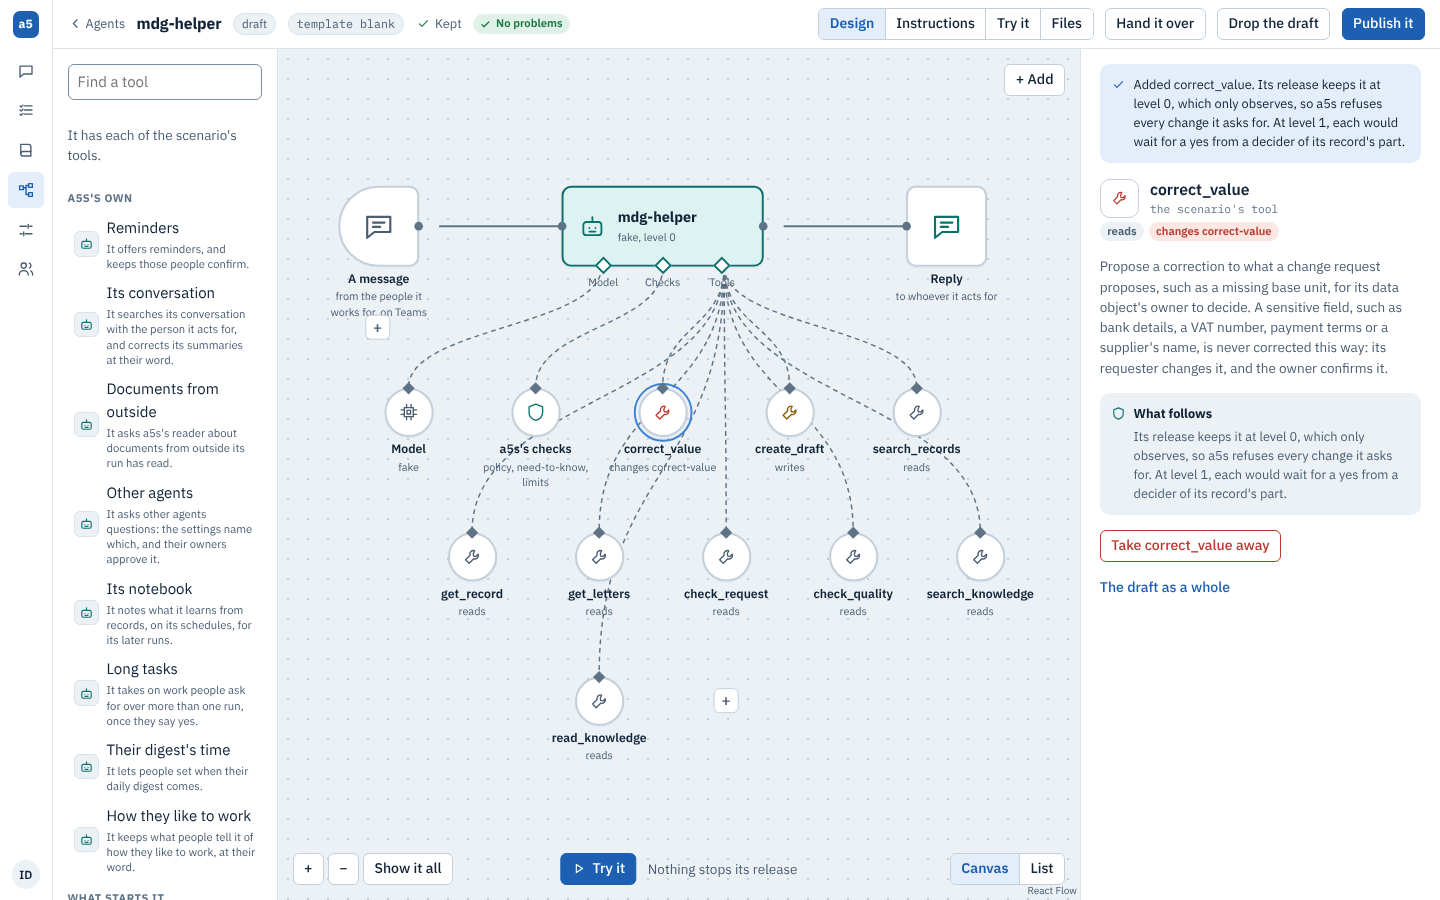 a5
Agents
mdg-helper
draft
template blank
Kept
No problems
Design
Instructions
Try it
Files
Hand it over
Drop the draft
Publish it
Find a tool
It has each of the scenario's
tools.
A5S'S OWN
Reminders
It offers reminders, and
keeps those people confirm.
Its conversation
It searches its conversation
with the person it acts for,
and corrects its summaries
at their word.
Documents from
outside
It asks a5s's reader about
documents from outside its
run has read.
Other agents
It asks other agents
questions: the settings name
which, and their owners
approve it.
Its notebook
It notes what it learns from
records, on its schedules, for
its later runs.
Long tasks
It takes on work people ask
for over more than one run,
once they say yes.
Their digest's time
It lets people set when their
daily digest comes.
How they like to work
It keeps what people tell it of
how they like to work, at their
word.
WHAT STARTS IT
ID
+ Add
A message
from the people it
works for, on Teams
+
mdg-helper
fake, level 0
Model
Checks
Tools
Reply
to whoever it acts for
Model
fake
a5s's checks
policy, need-to-know,
limits
correct_value
changes correct-value
create_draft
writes
search_records
reads
get_record
reads
get_letters
reads
check_request
reads
check_quality
reads
search_knowledge
reads
read_knowledge
reads
+
+
−
Show it all
Try it
Nothing stops its release
Canvas
List
React Flow
Added correct_value. Its release keeps it at
level 0, which only observes, so a5s refuses
every change it asks for. At level 1, each would
wait for a yes from a decider of its record's part.
correct_value
the scenario's tool
reads
changes correct-value
Propose a correction to what a change request
proposes, such as a missing base unit, for its data
object's owner to decide. A sensitive field, such as
bank details, a VAT number, payment terms or a
supplier's name, is never corrected this way: its
requester changes it, and the owner confirms it.
What follows
Its release keeps it at level 0, which only
observes, so a5s refuses every change it asks
for. At level 1, each would wait for a yes from a
decider of its record's part.
Take correct_value away
The draft as a whole